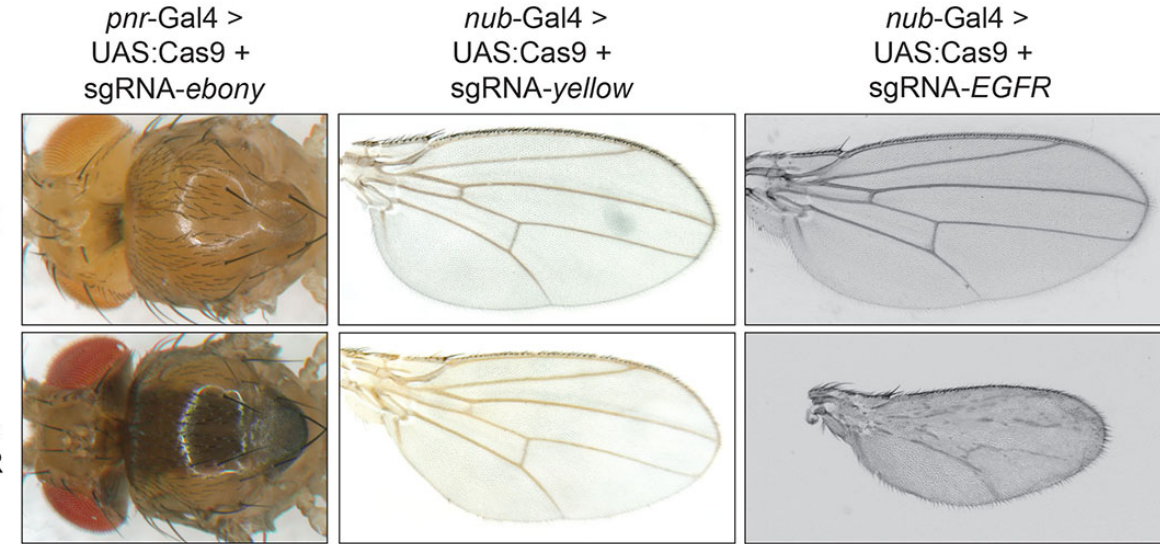 pnr-Gal4 >
UAS:Cas9 +
sgRNA-ebony
nub-Gal4 >
UAS:Cas9 +
sgRNA-yellow
nub-Gal4 >
UAS:Cas9 +
sgRNA-EGFR